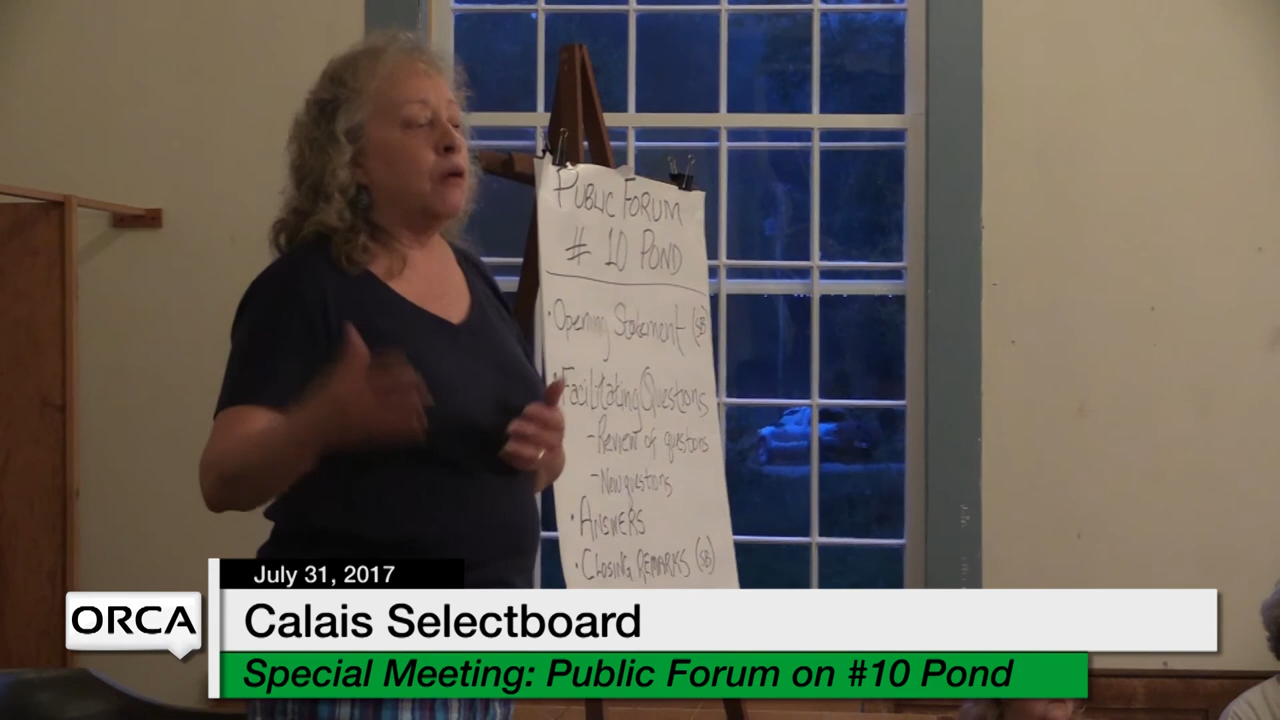 PUBLIC FORUM
# 10 POND
• Opening Statement (SB)
• Facilitating Questions
- Review of questions
- New questions
• ANSWERS
• CLOSING REMARKS (SB)
July 31, 2017
ORCA
Calais Selectboard
Special Meeting: Public Forum on #10 Pond